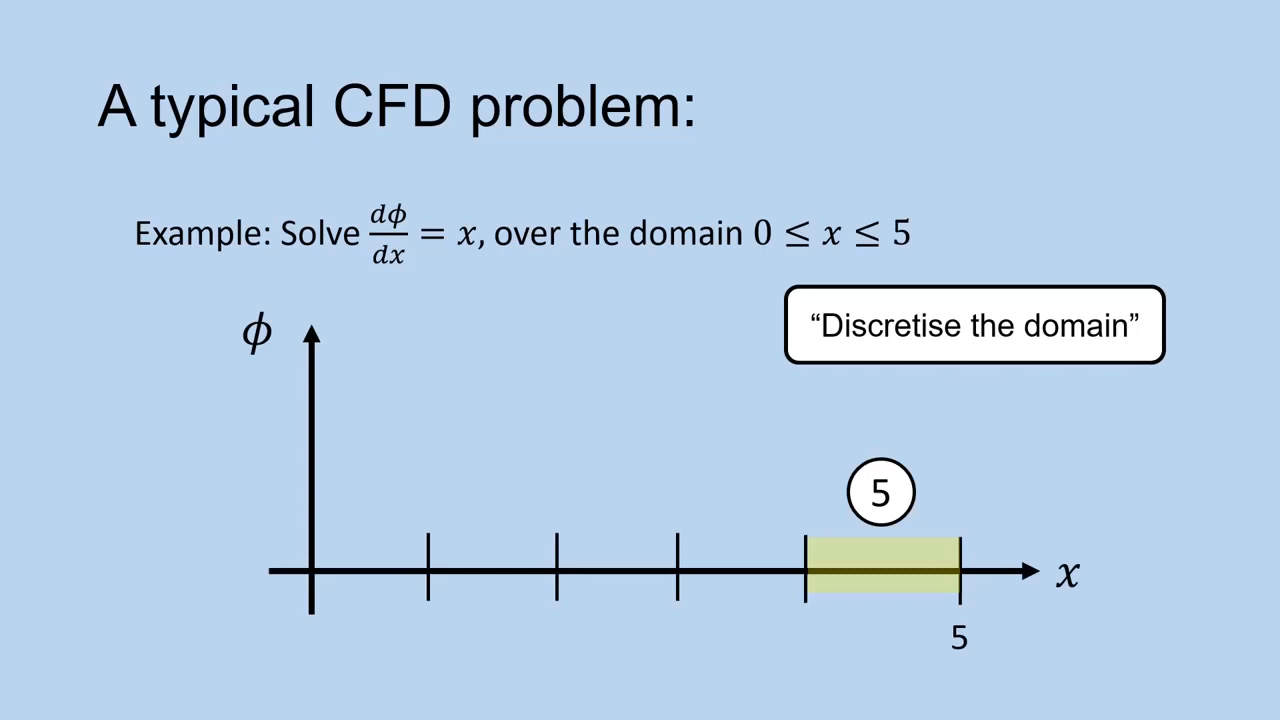 A typical CFD problem:
Example: Solve dϕ/dx = x, over the domain 0 ≤ x ≤ 5
“Discretise the domain”
ϕ
5
x
5